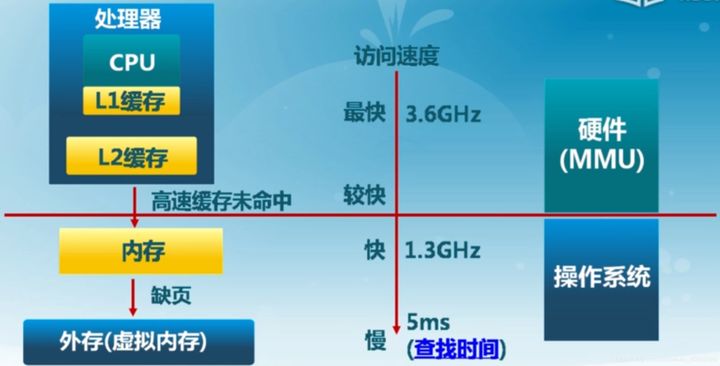 处理器
CPU
L1缓存
L2缓存
高速缓存未命中
内存
缺页
外存(虚拟内存)
访问速度
最快 3.6GHz
较快
快 1.3GHz
慢 5ms
(查找时间)
硬件
(MMU)
操作系统